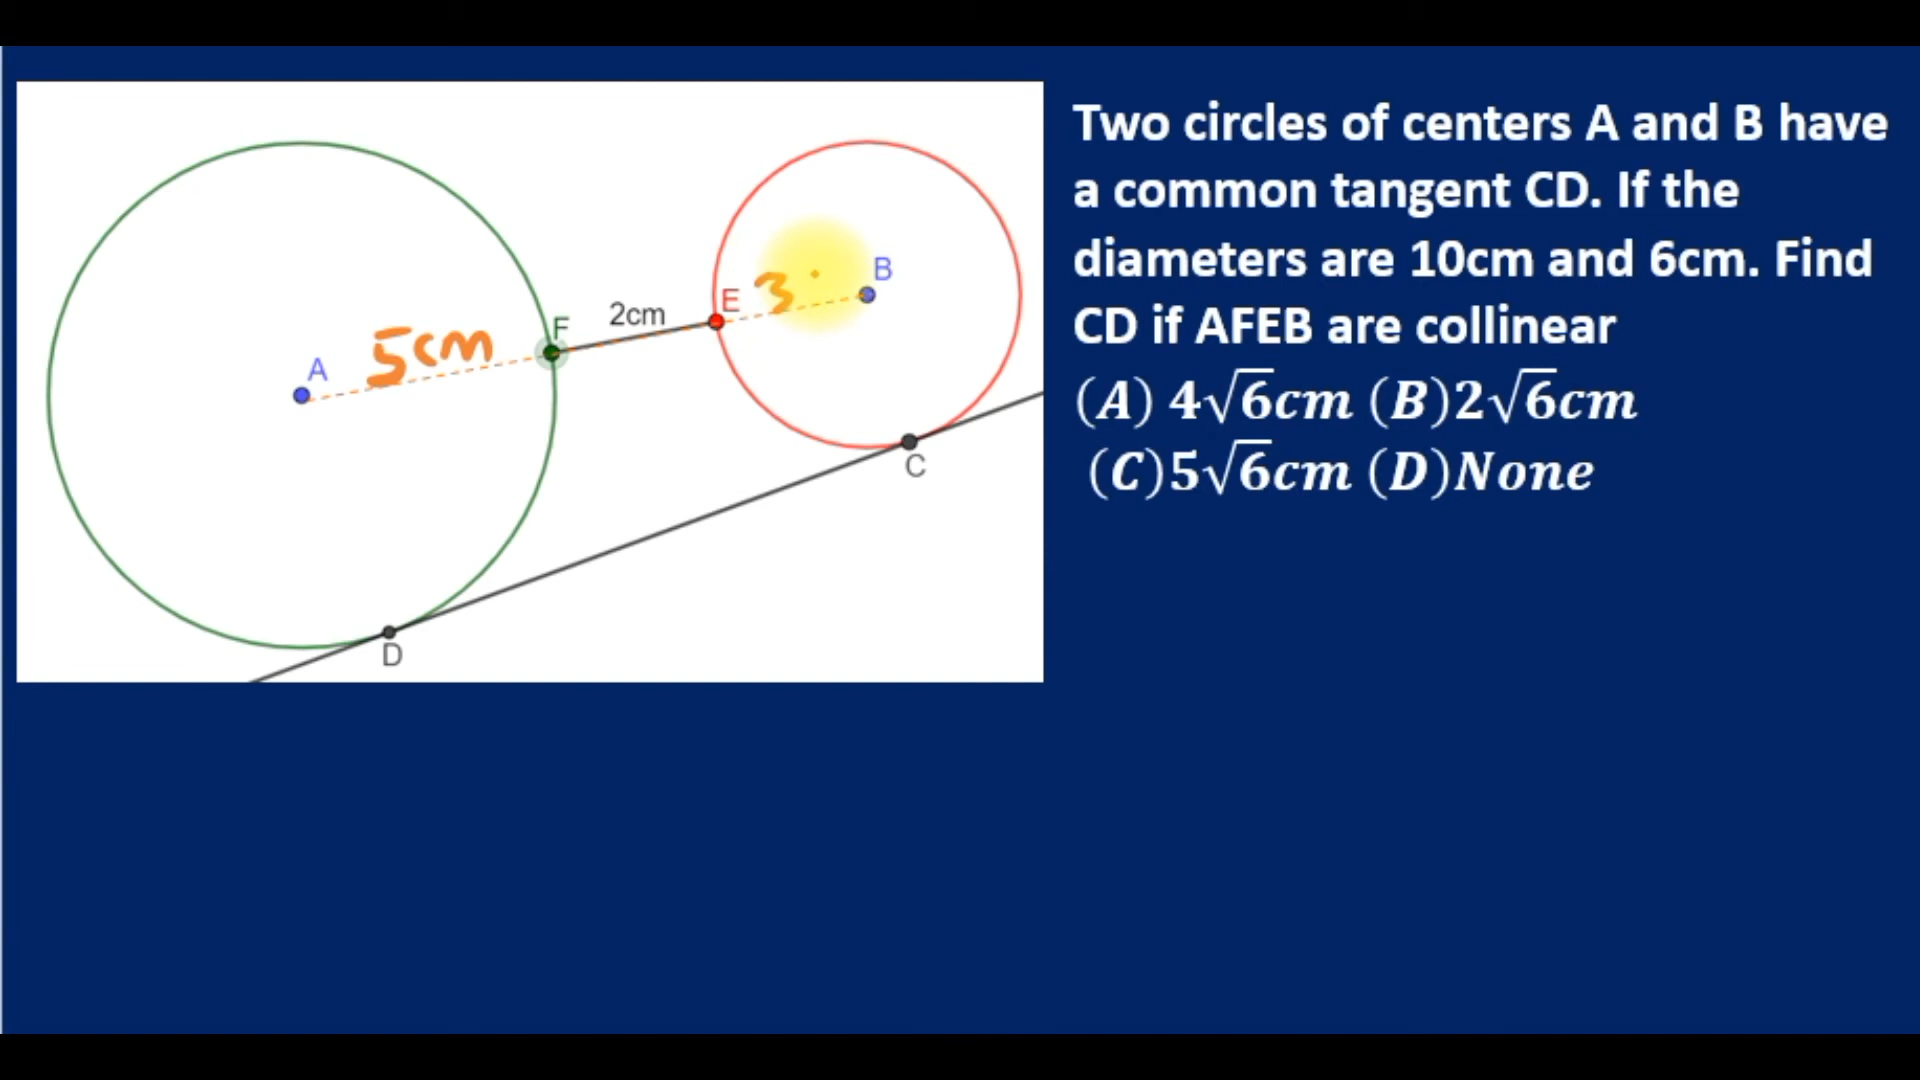 Two circles of centers A and B have
a common tangent CD. If the
diameters are 10cm and 6cm. Find
CD if AFEB are collinear
(A) 4√6cm (B)2√6cm
(C)5√6cm (D)None
A
5cm
F
2cm
E
3
B
C
D